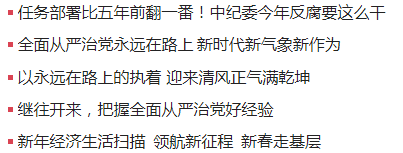 任务部署比五年前翻一番！中纪委今年反腐要这么干
全面从严治党永远在路上 新时代新气象新作为
以永远在路上的执着 迎来清风正气满乾坤
继往开来，把握全面从严治党好经验
新年经济生活扫描 领航新征程 新春走基层